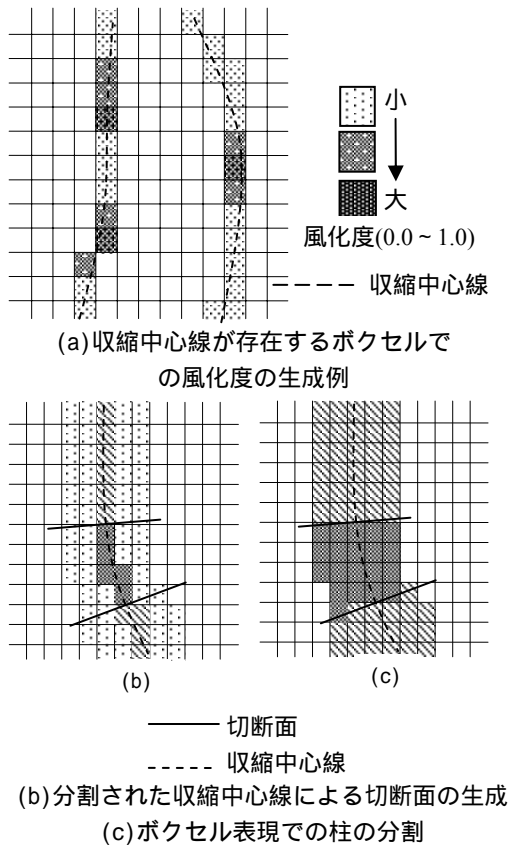 小
大
風化度(0.0 ~ 1.0)
収縮中心線
(a)収縮中心線が存在するボクセルで
の風化度の生成例
(b)
(c)
切断面
収縮中心線
(b)分割された収縮中心線による切断面の生成
(c)ボクセル表現での柱の分割